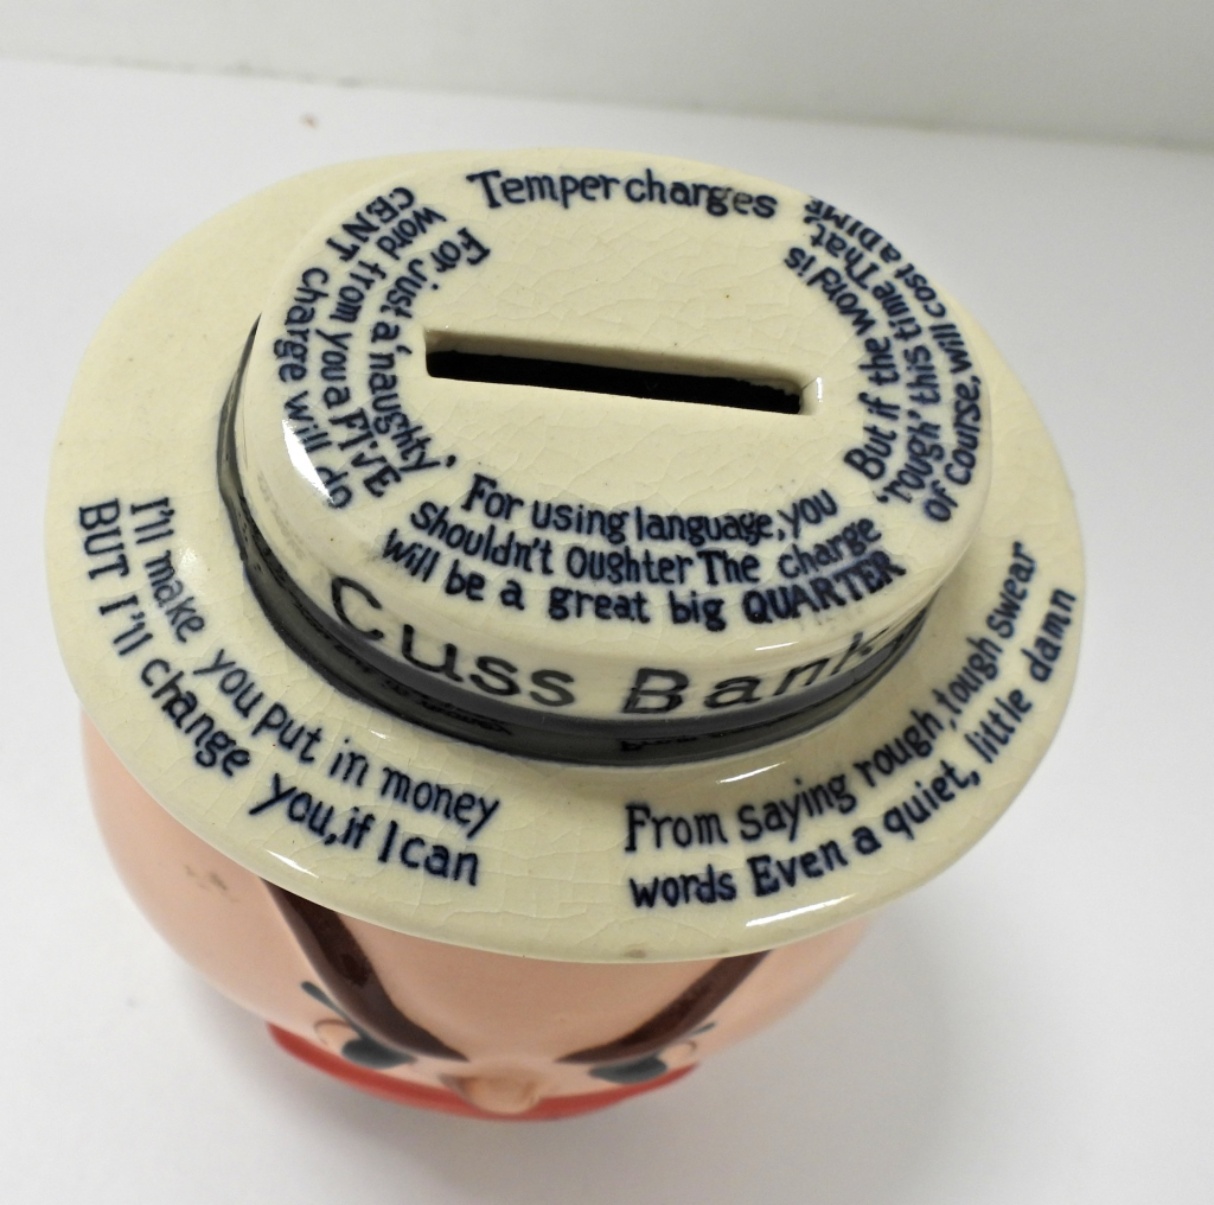 Temper charges
For just a 'naughty'
word from you a FIVE
CENT charge will do
But if the word is
'rough' this time That,
of course, will cost a DIME
For using language, you
shouldn't Oughter The charge
will be a great big QUARTER
Cuss Bank
I'll make you put in money
BUT I'll change you, if I can
From saying rough, tough swear
words Even a quiet, little damn